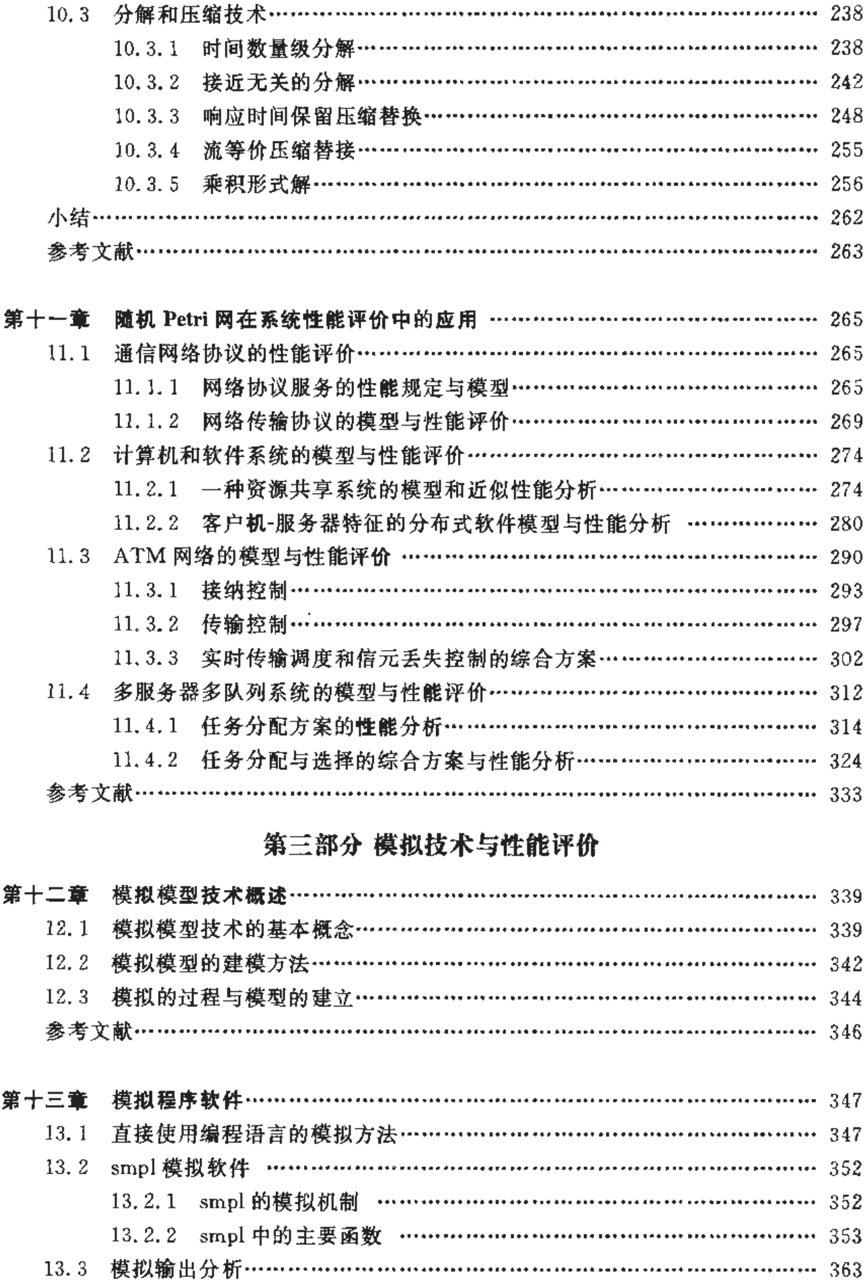 10.3 分解和压缩技术…… 238
10.3.1 时间数量级分解…… 238
10.3.2 接近无关的分解…… 242
10.3.3 响应时间保留压缩替换…… 248
10.3.4 流等价压缩替接…… 255
10.3.5 乘积形式解…… 256
小结…… 262
参考文献…… 263
第十一章 随机 Petri 网在系统性能评价中的应用 …… 265
11.1 通信网络协议的性能评价…… 265
11.1.1 网络协议服务的性能规定与模型…… 265
11.1.2 网络传输协议的模型与性能评价…… 269
11.2 计算机和软件系统的模型与性能评价…… 274
11.2.1 一种资源共享系统的模型和近似性能分析…… 274
11.2.2 客户机-服务器特征的分布式软件模型与性能分析 …… 280
11.3 ATM 网络的模型与性能评价 …… 290
11.3.1 接纳控制…… 293
11.3.2 传输控制…… 297
11.3.3 实时传输调度和信元丢失控制的综合方案…… 302
11.4 多服务器多队列系统的模型与性能评价…… 312
11.4.1 任务分配方案的性能分析…… 314
11.4.2 任务分配与选择的综合方案与性能分析…… 324
参考文献…… 333
第三部分 模拟技术与性能评价
第十二章 模拟模型技术概述…… 339
12.1 模拟模型技术的基本概念…… 339
12.2 模拟模型的建模方法…… 342
12.3 模拟的过程与模型的建立…… 344
参考文献…… 346
第十三章 模拟程序软件…… 347
13.1 直接使用编程语言的模拟方法…… 347
13.2 smpl 模拟软件 …… 352
13.2.1 smpl 的模拟机制 …… 352
13.2.2 smpl 中的主要函数 …… 353
13.3 模拟输出分析…… 363